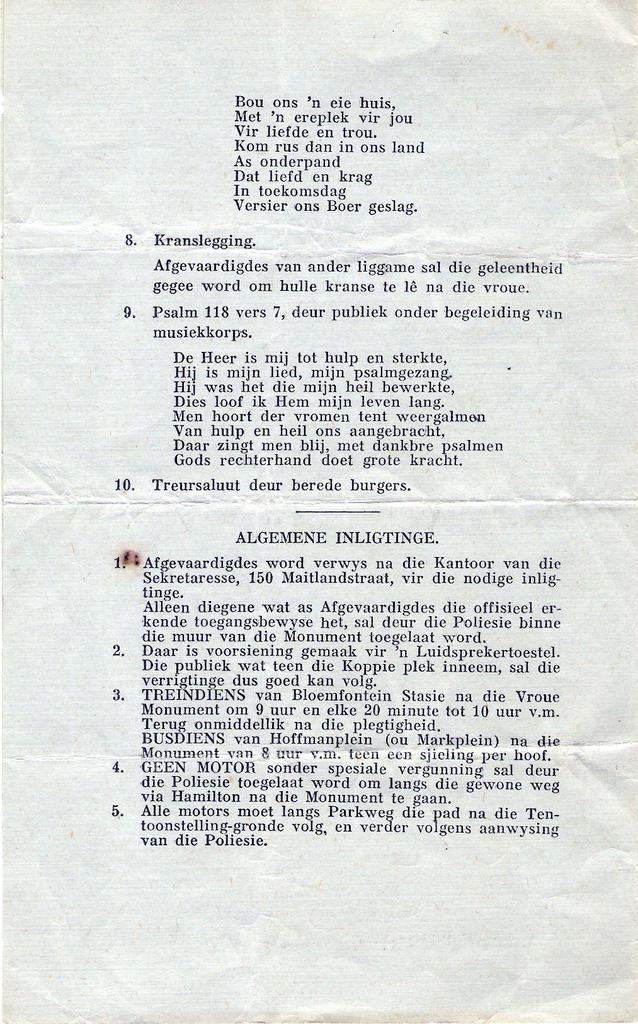 Bou ons 'n eie huis,
Met 'n ereplek vir jou
Vir liefde en trou.
Kom rus dan in ons land
As onderpand
Dat liefd en krag
In toekomsdag
Versier ons Boer geslag.
8. Kranslegging.
Afgevaardigdes van ander liggame sal die geleentheid
gegee word om hulle kranse te lê na die vroue.
9. Psalm 118 vers 7, deur publiek onder begeleiding van
musiekkorps.
De Heer is mij tot hulp en sterkte,
Hij is mijn lied, mijn psalmgezang.
Hij was het die mijn heil bewerkte,
Dies loof ik Hem mijn leven lang.
Men hoort der vromen tent weergalmen
Van hulp en heil ons aangebracht,
Daar zingt men blij, met dankbre psalmen
Gods rechterhand doet grote kracht.
10. Treursaluut deur berede burgers.
ALGEMENE INLIGTINGE.
1. Afgevaardigdes word verwys na die Kantoor van die
Sekretaresse, 150 Maitlandstraat, vir die nodige inlig-
tinge.
Alleen diegene wat as Afgevaardigdes die offisieel er-
kende toegangsbewyse het, sal deur die Poliesie binne
die muur van die Monument toegelaat word.
2. Daar is voorsiening gemaak vir 'n Luidsprekertoestel.
Die publiek wat teen die Koppie plek inneem, sal die
verrigtinge dus goed kan volg.
3. TREINDIENS van Bloemfontein Stasie na die Vroue
Monument om 9 uur en elke 20 minute tot 10 uur v.m.
Terug onmiddellik na die plegtigheid.
BUSDIENS van Hoffmanplein (ou Markplein) na die
Monument van 8 uur v.m. teen een sjieling per hoof.
4. GEEN MOTOR sonder spesiale vergunning sal deur
die Poliesie toegelaat word om langs die gewone weg
via Hamilton na die Monument te gaan.
5. Alle motors moet langs Parkweg die pad na die Ten-
toonstelling-gronde volg, en verder volgens aanwysing
van die Poliesie.